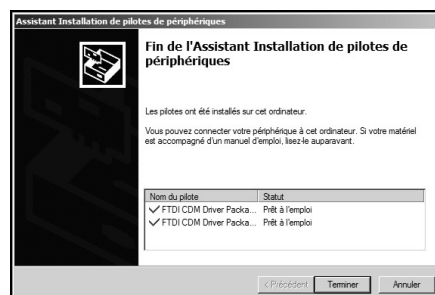 Assistant Installation de pilotes de périphériques
Fin de l'Assistant Installation de pilotes de
périphériques
Les pilotes ont été installés sur cet ordinateur.
Vous pouvez connecter votre périphérique à cet ordinateur. Si votre matériel
est accompagné d'un manuel d'emploi, lisez-le auparavant.
Nom du pilote Statut
FTDI CDM Driver Packa... Prêt à l'emploi
FTDI CDM Driver Packa... Prêt à l'emploi
< Précédent Terminer Annuler